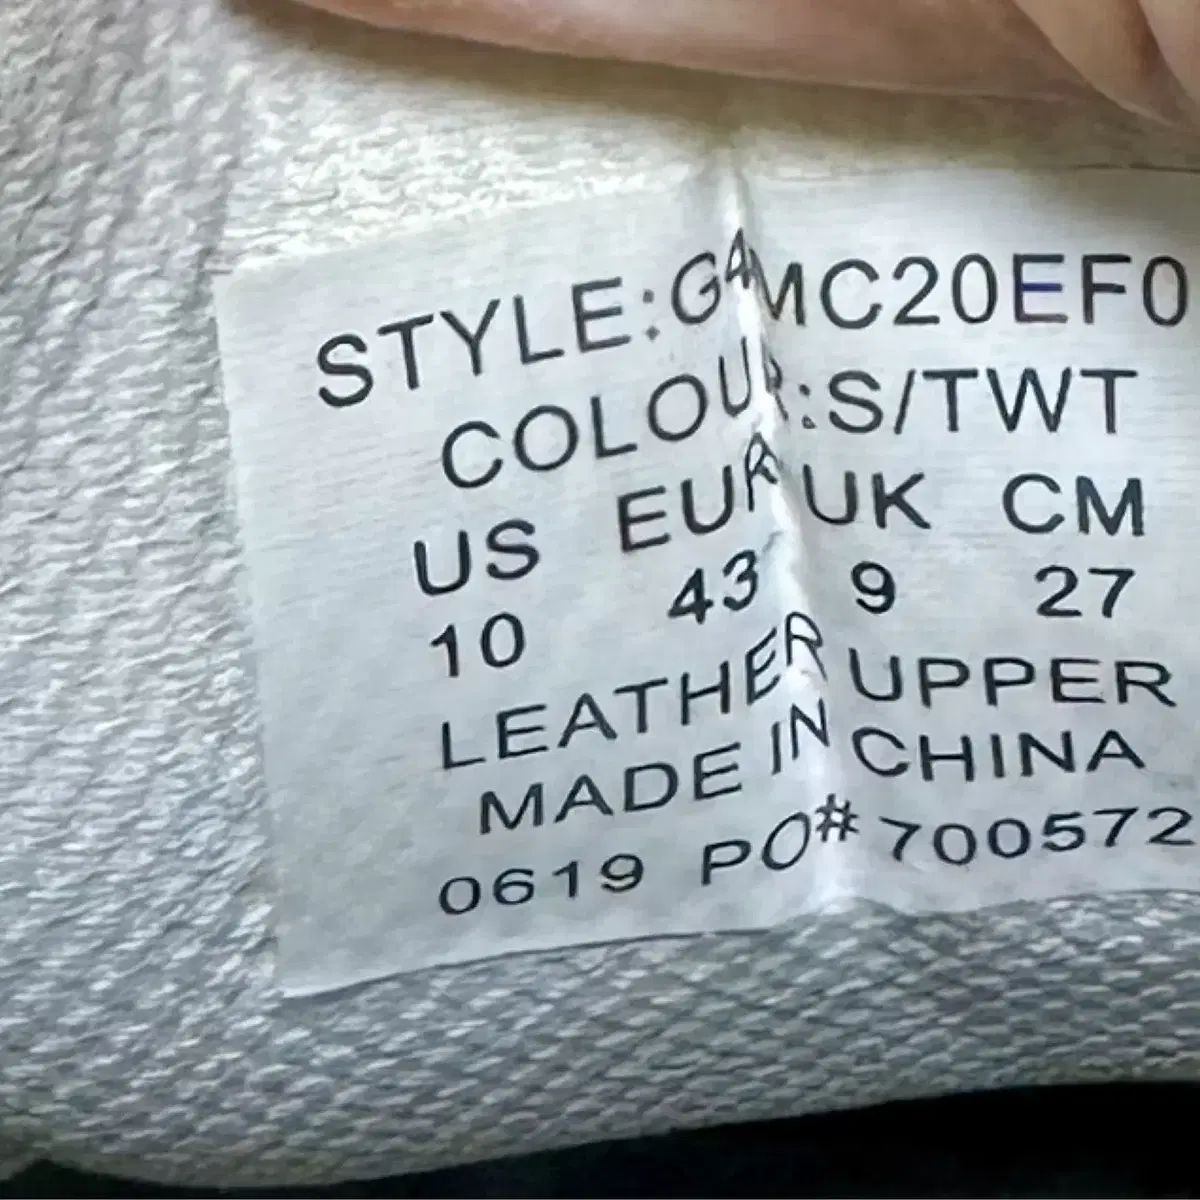 STYLE:G4MC20EF0
COLOUR:S/TWT
US EUR UK CM
10 43 9 27
LEATHER UPPER
MADE IN CHINA
0619 PO#700572